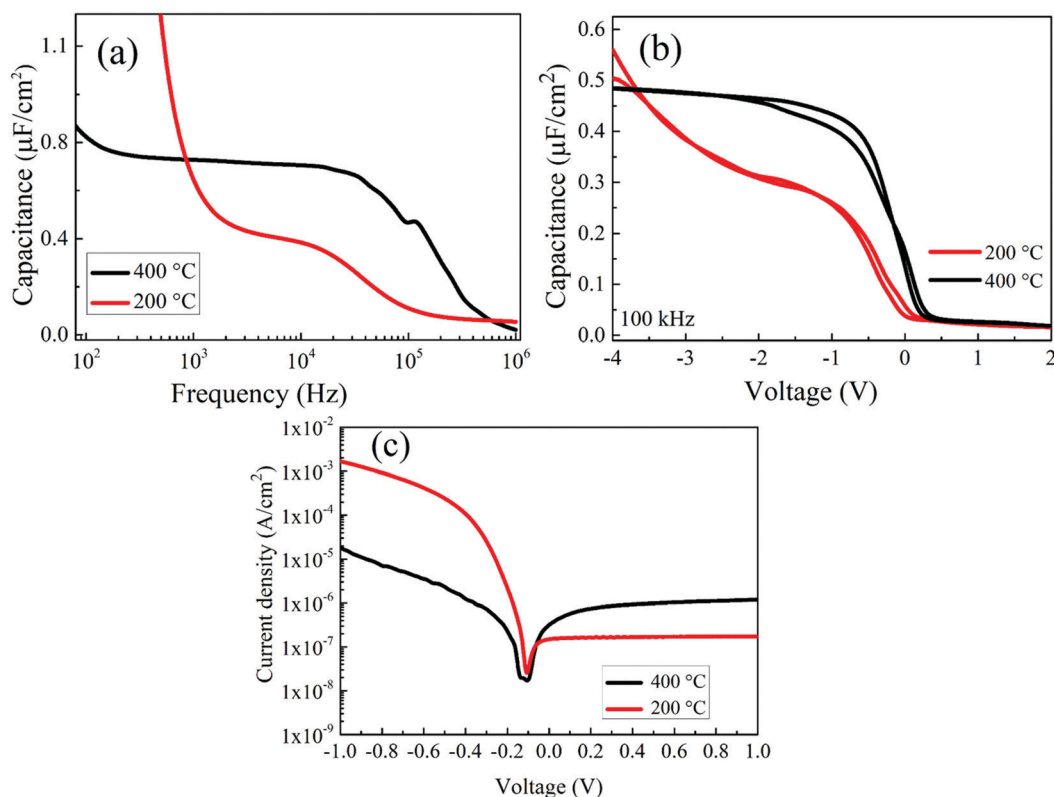 (a)
1.1
0.8
0.4
0.0
Capacitance (µF/cm²)
400 °C
200 °C
10² 10³ 10⁴ 10⁵ 10⁶
Frequency (Hz)
(b)
0.6
0.5
0.4
0.3
0.2
0.1
0.0
Capacitance (µF/cm²)
200 °C
400 °C
100 kHz
-4 -3 -2 -1 0 1 2
Voltage (V)
(c)
1x10⁻²
1x10⁻³
1x10⁻⁴
1x10⁻⁵
1x10⁻⁶
1x10⁻⁷
1x10⁻⁸
1x10⁻⁹
Current density (A/cm²)
400 °C
200 °C
-1.0 -0.8 -0.6 -0.4 -0.2 0.0 0.2 0.4 0.6 0.8 1.0
Voltage (V)